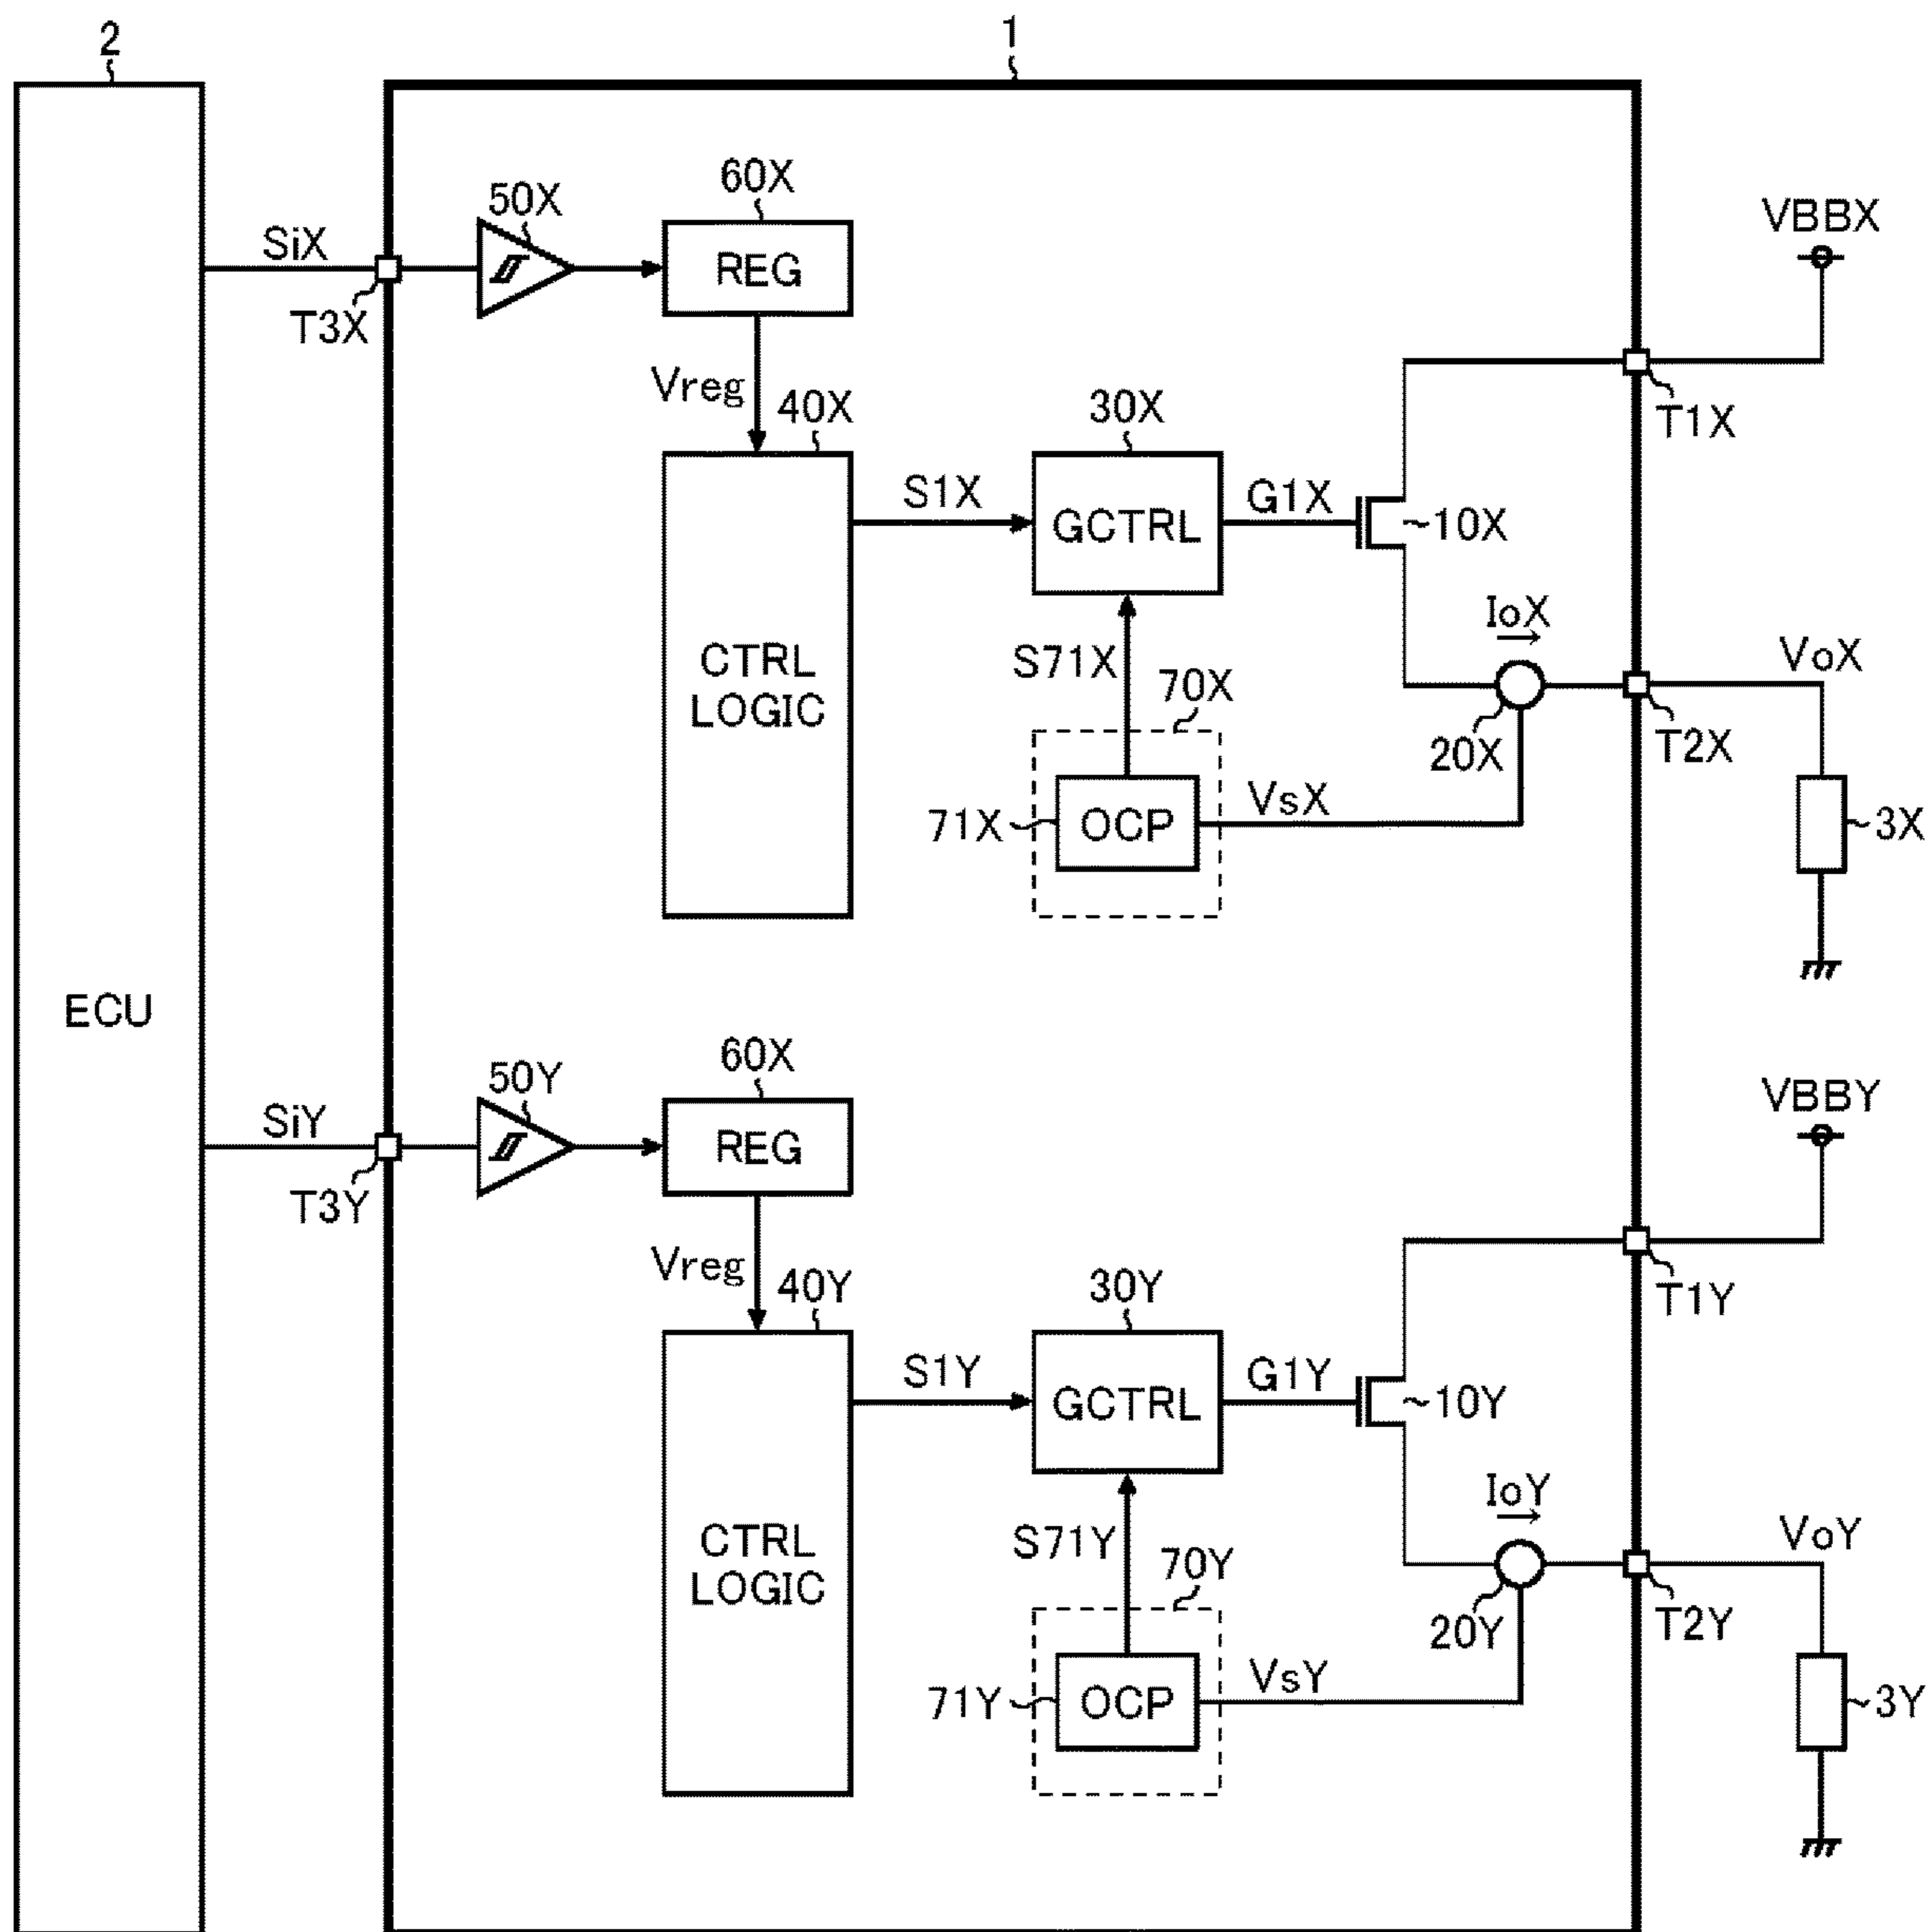 2
1
60X
50X
VBBX
SiX
REG
T3X
Vreg
40X
30X
T1X
S1X
G1X
GCTRL
~10X
IoX
CTRL
LOGIC
S71X
70X
VoX
20X
T2X
71X
OCP
VsX
3X
ECU
60X
50Y
VBBY
SiY
REG
T3Y
Vreg
40Y
30Y
T1Y
S1Y
G1Y
GCTRL
~10Y
IoY
CTRL
LOGIC
S71Y
70Y
VoY
20Y
T2Y
71Y
OCP
VsY
3Y